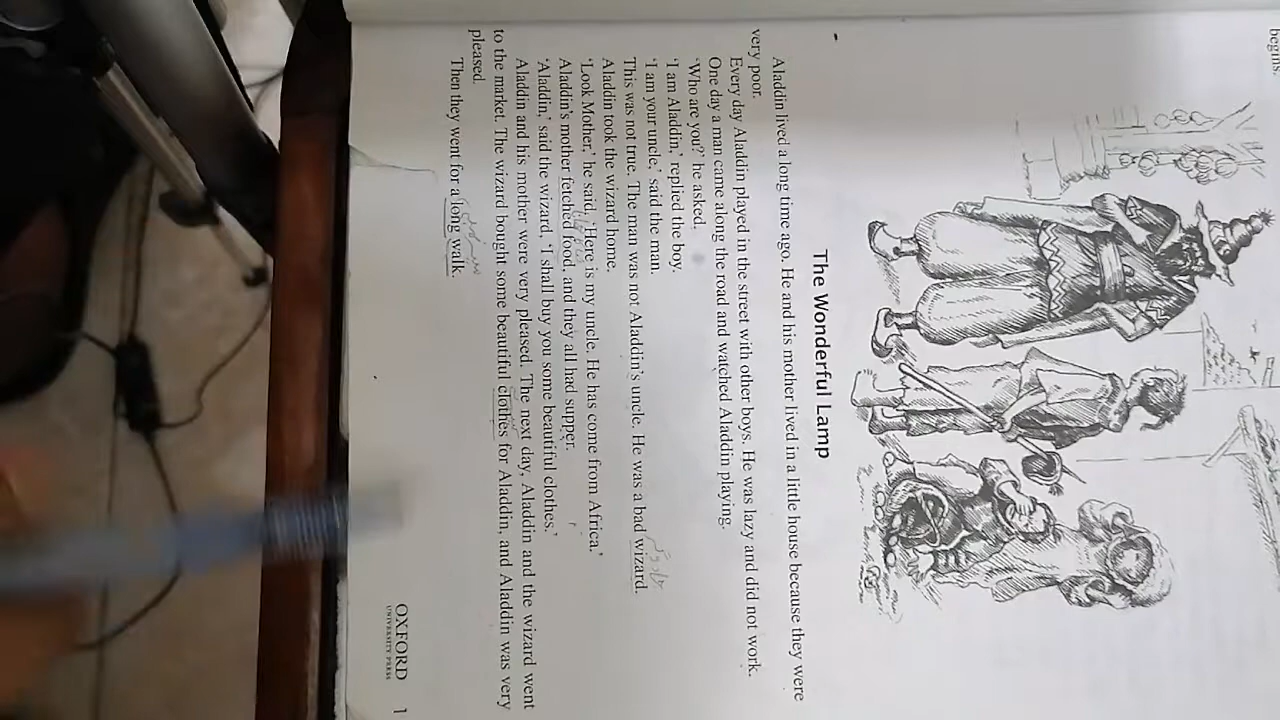 begins.
The Wonderful Lamp
Aladdin lived a long time ago. He and his mother lived in a little house because they were
very poor.
Every day Aladdin played in the street with other boys. He was lazy and did not work.
One day a man came along the road and watched Aladdin playing.
'Who are you?' he asked.
'I am Aladdin,' replied the boy.
'I am your uncle,' said the man.
This was not true. The man was not Aladdin's uncle. He was a bad wizard.
جادوگر
Aladdin took the wizard home.
'Look Mother,' he said. 'Here is my uncle. He has come from Africa.'
Aladdin's mother fetched food, and they all had supper.
'Aladdin,' said the wizard. 'I shall buy you some beautiful clothes.'
Aladdin and his mother were very pleased. The next day, Aladdin and the wizard went
to the market. The wizard bought some beautiful clothes for Aladdin, and Aladdin was very
pleased.
Then they went for a long walk.
OXFORD
UNIVERSITY PRESS
1